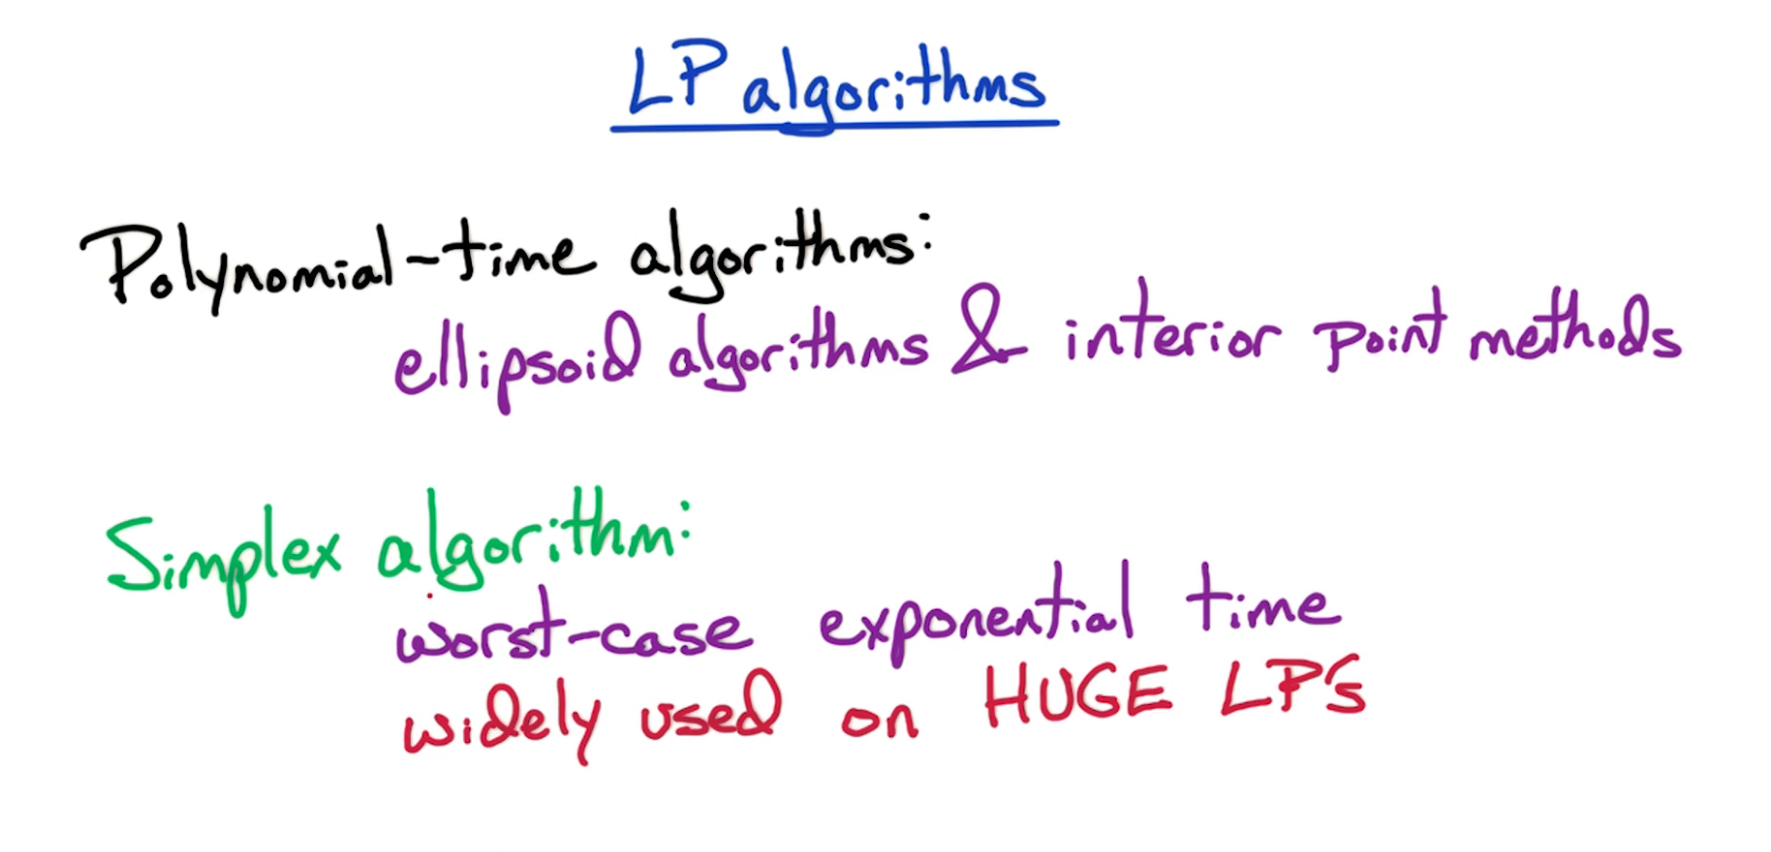 LP algorithms
Polynomial-time algorithms:
ellipsoid algorithms & interior point methods
Simplex algorithm:
worst-case exponential time
widely used on HUGE LP's